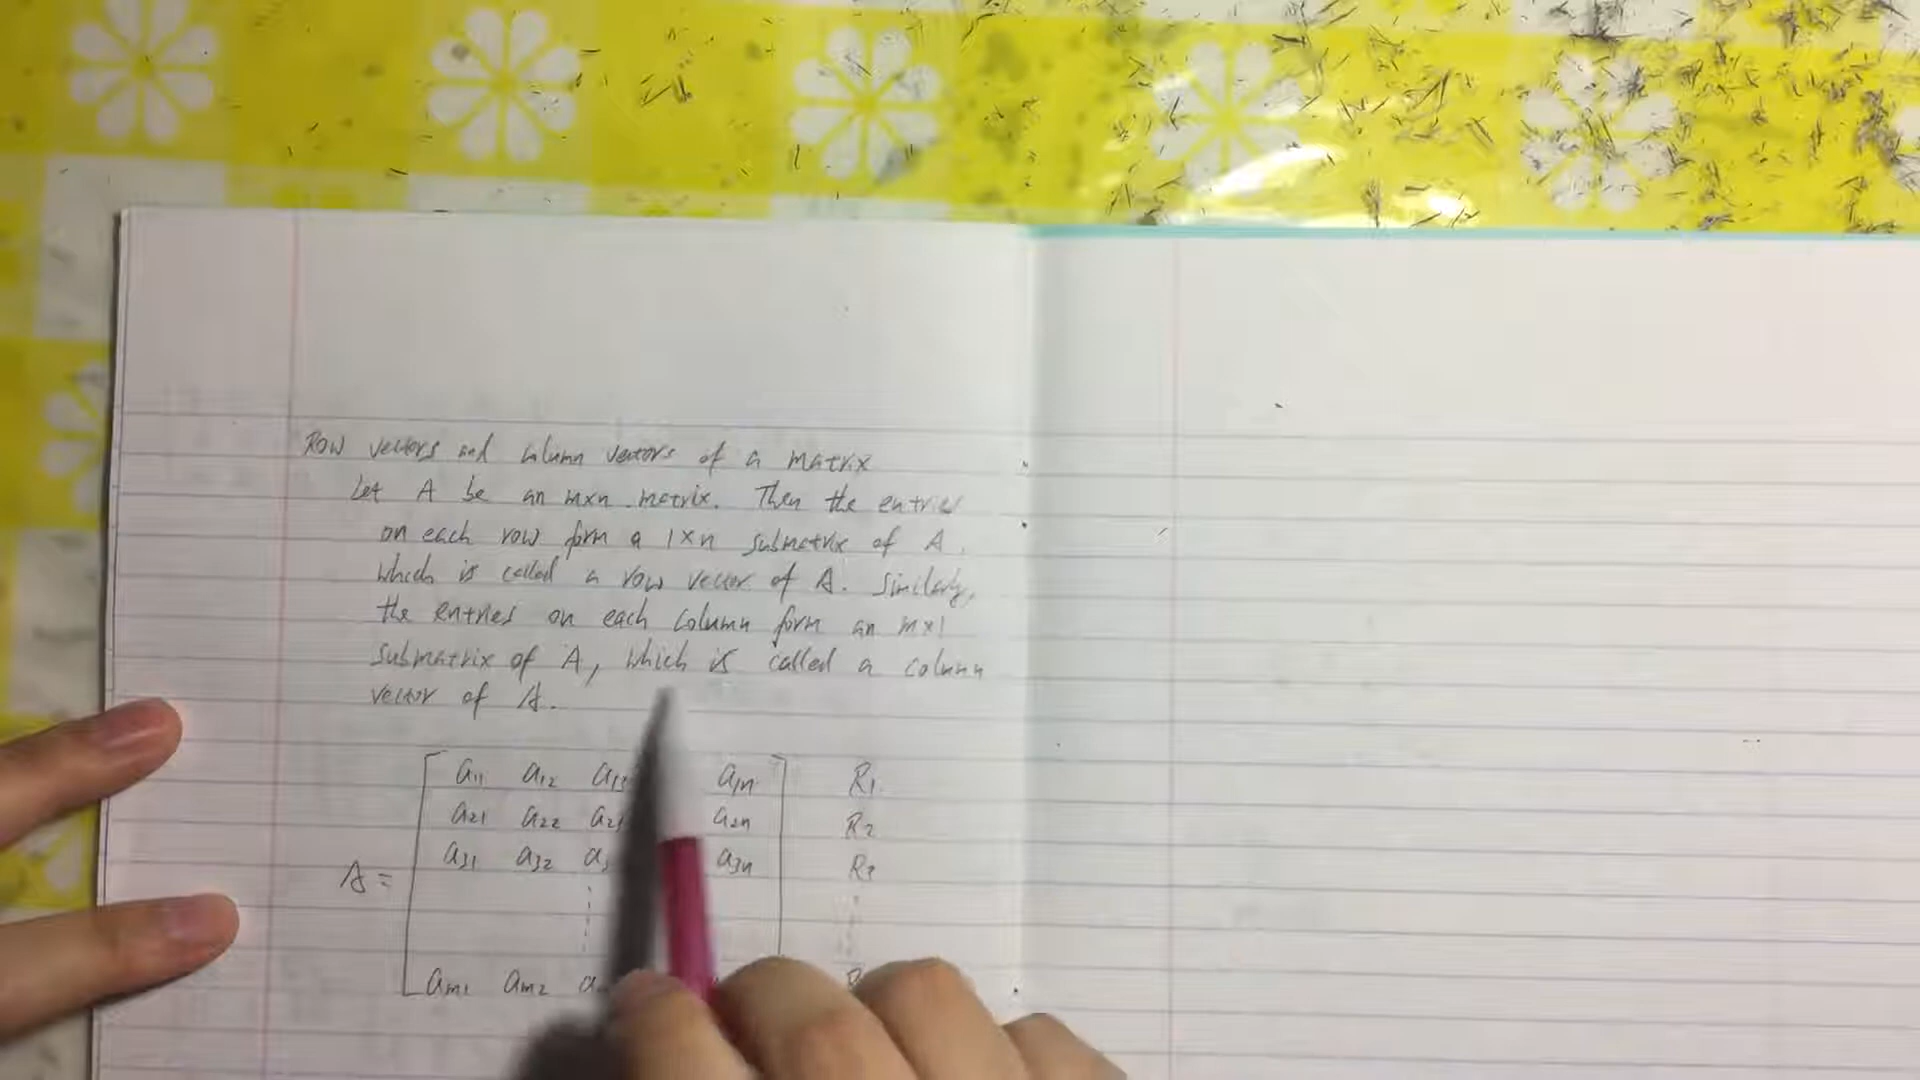 Row vectors and column vectors of a matrix
Let A be an m×n matrix. Then the entries
on each row form a 1×n submatrix of A,
which is called a row vector of A. Similarly,
the entries on each column form an m×1
submatrix of A, which is called a column
vector of A.
a11 a12 a13 a1n R1
a21 a22 a2n R2
a31 a32 a3n R3
A =
am1 am2